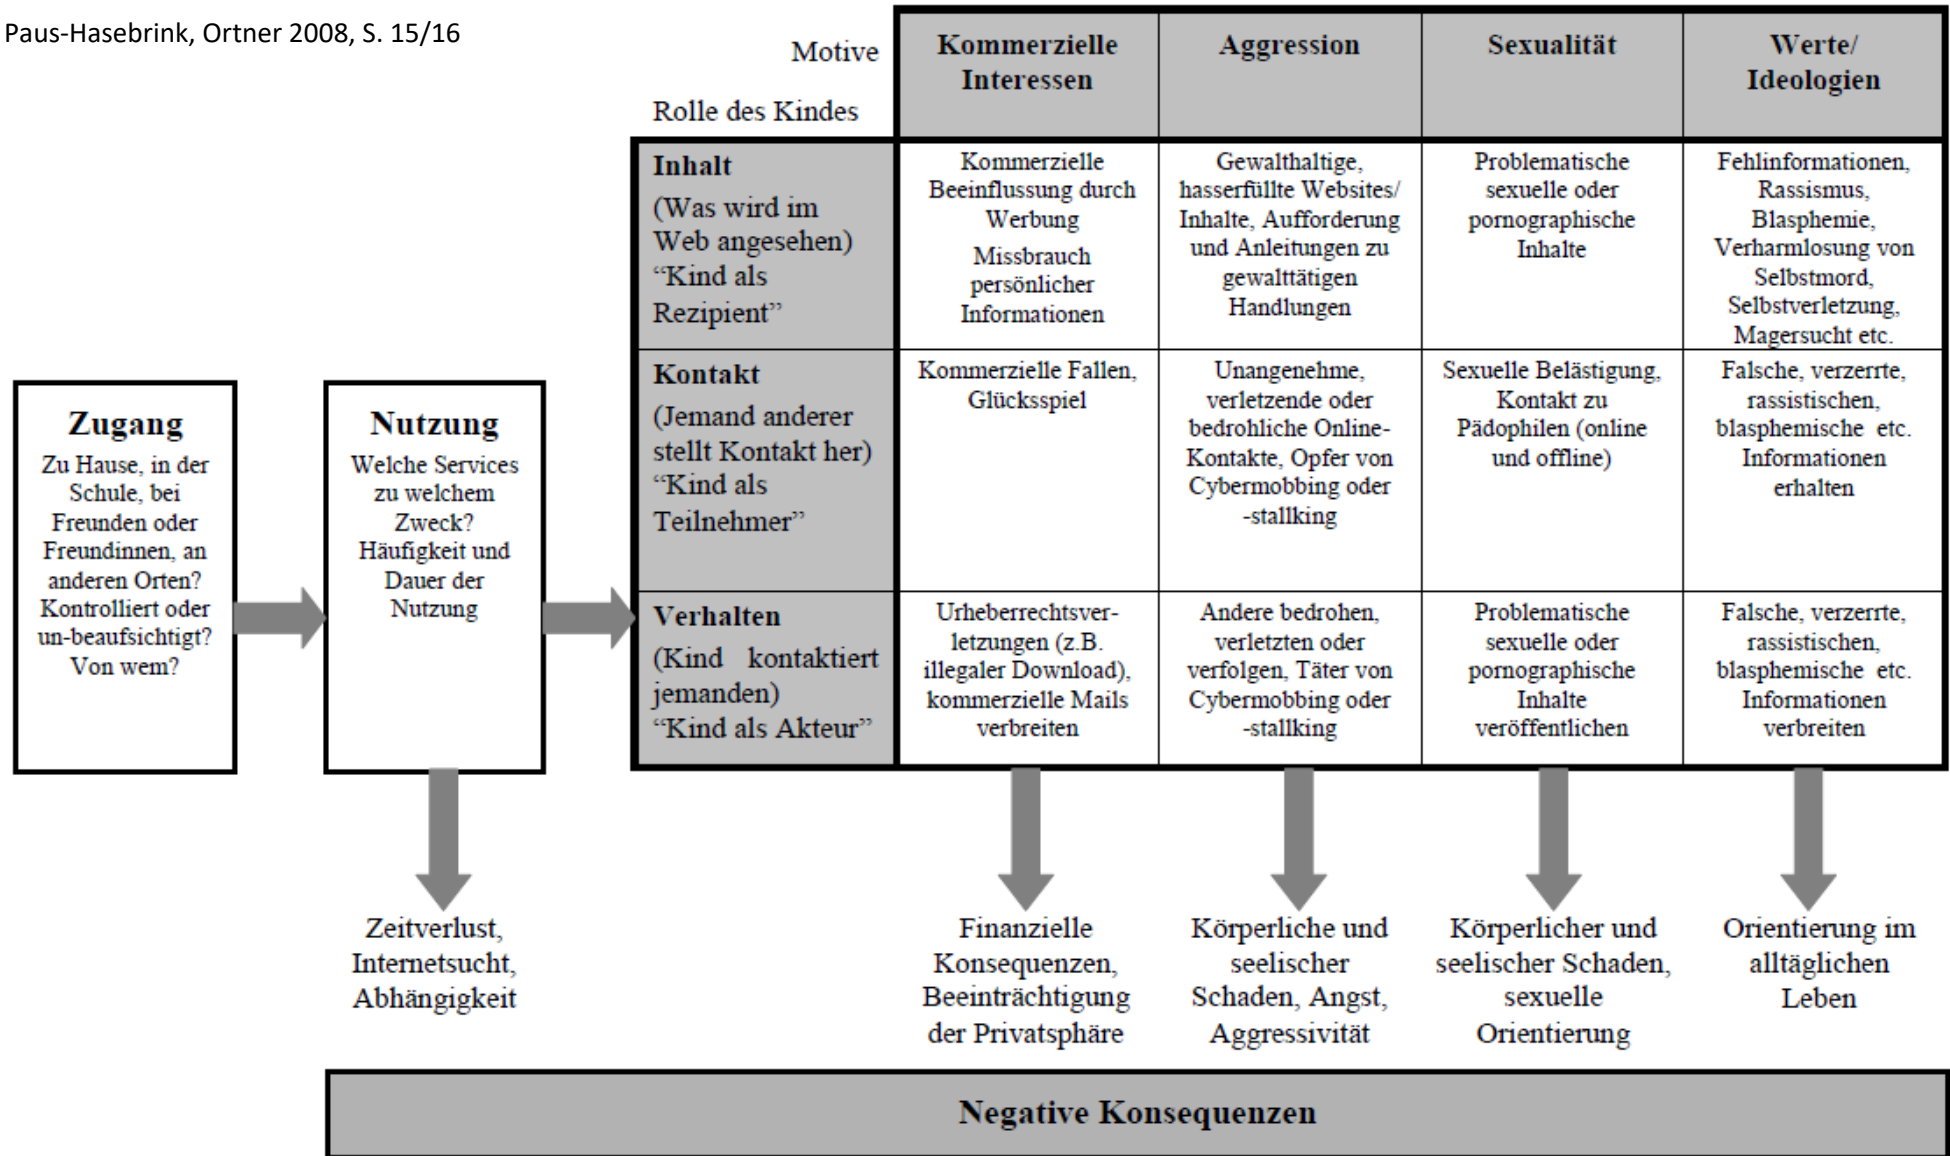 Paus-Hasebrink, Ortner 2008, S. 15/16
Motive
Rolle des Kindes
Kommerzielle
Interessen
Aggression
Sexualität
Werte/
Ideologien
Inhalt
(Was wird im
Web angesehen)
“Kind als
Rezipient”
Kommerzielle
Beeinflussung durch
Werbung
Missbrauch
persönlicher
Informationen
Gewalthaltige,
hasserfüllte Websites/
Inhalte, Aufforderung
und Anleitungen zu
gewalttätigen
Handlungen
Problematische
sexuelle oder
pornographische
Inhalte
Fehlinformationen,
Rassismus,
Blasphemie,
Verharmlosung von
Selbstmord,
Selbstverletzung,
Magersucht etc.
Zugang
Zu Hause, in der
Schule, bei
Freunden oder
Freundinnen, an
anderen Orten?
Kontrolliert oder
un-beaufsichtigt?
Von wem?
Nutzung
Welche Services
zu welchem
Zweck?
Häufigkeit und
Dauer der
Nutzung
Kontakt
(Jemand anderer
stellt Kontakt her)
“Kind als
Teilnehmer”
Kommerzielle Fallen,
Glücksspiel
Unangenehme,
verletzende oder
bedrohliche Online-
Kontakte, Opfer von
Cybermobbing oder
-stallking
Sexuelle Belästigung,
Kontakt zu
Pädophilen (online
und offline)
Falsche, verzerrte,
rassistischen,
blasphemische etc.
Informationen
erhalten
Verhalten
(Kind kontaktiert
jemanden)
“Kind als Akteur”
Urheberrechtsver-
letzungen (z.B.
illegaler Download),
kommerzielle Mails
verbreiten
Andere bedrohen,
verletzten oder
verfolgen, Täter von
Cybermobbing oder
-stallking
Problematische
sexuelle oder
pornographische
Inhalte
veröffentlichen
Falsche, verzerrte,
rassistischen,
blasphemische etc.
Informationen
verbreiten
Zeitverlust,
Internetsucht,
Abhängigkeit
Finanzielle
Konsequenzen,
Beeinträchtigung
der Privatsphäre
Körperliche und
seelischer
Schaden, Angst,
Aggressivität
Körperlicher und
seelischer Schaden,
sexuelle
Orientierung
Orientierung im
alltäglichen
Leben
Negative Konsequenzen